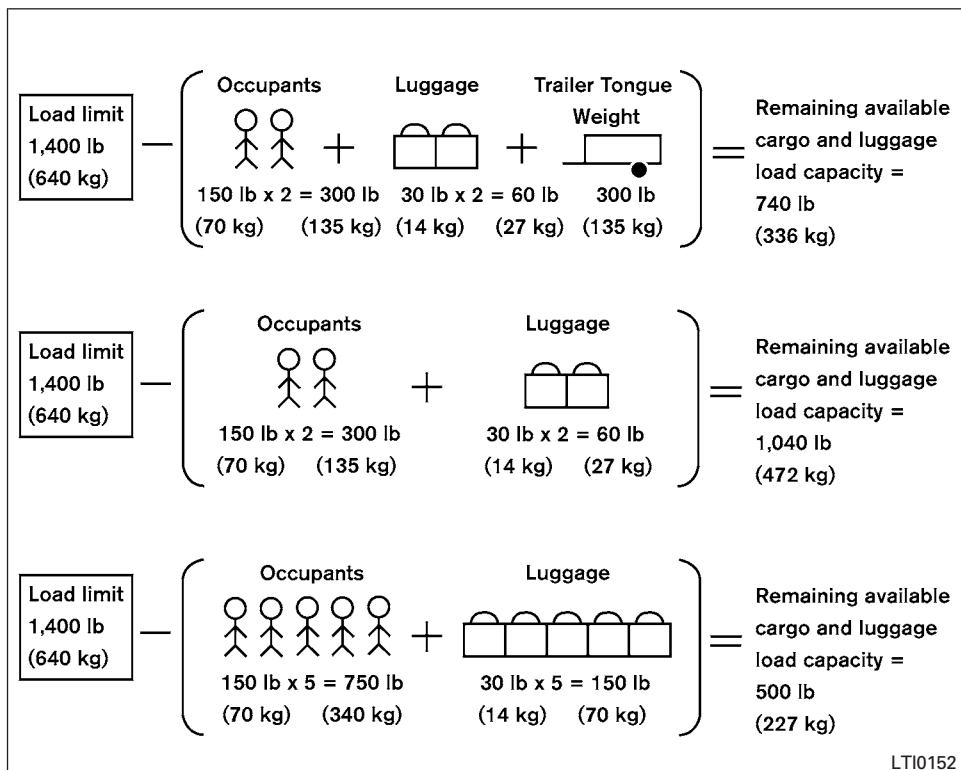 Occupants Luggage Trailer Tongue
Weight
Load limit
1,400 lb
(640 kg)
150 lb x 2 = 300 lb 30 lb x 2 = 60 lb 300 lb
(70 kg) (135 kg) (14 kg) (27 kg) (135 kg)
Remaining available
cargo and luggage
load capacity =
740 lb
(336 kg)
Occupants Luggage
Load limit
1,400 lb
(640 kg)
150 lb x 2 = 300 lb 30 lb x 2 = 60 lb
(70 kg) (135 kg) (14 kg) (27 kg)
Remaining available
cargo and luggage
load capacity =
1,040 lb
(472 kg)
Occupants Luggage
Load limit
1,400 lb
(640 kg)
150 lb x 5 = 750 lb 30 lb x 5 = 150 lb
(70 kg) (340 kg) (14 kg) (70 kg)
Remaining available
cargo and luggage
load capacity =
500 lb
(227 kg)
LTI0152